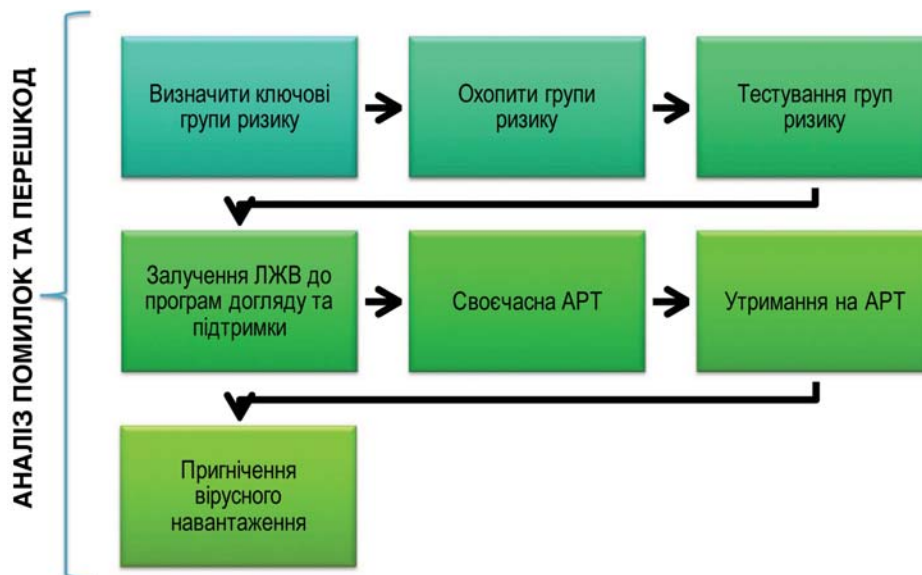 АНАЛІЗ ПОМИЛОК ТА ПЕРЕШКОД
Визначити ключові
групи ризику
Охопити групи
ризику
Тестування груп
ризику
Залучення ЛЖВ до
програм догляду та
підтримки
Своєчасна АРТ
Утримання на АРТ
Пригнічення
вірусного
навантаження